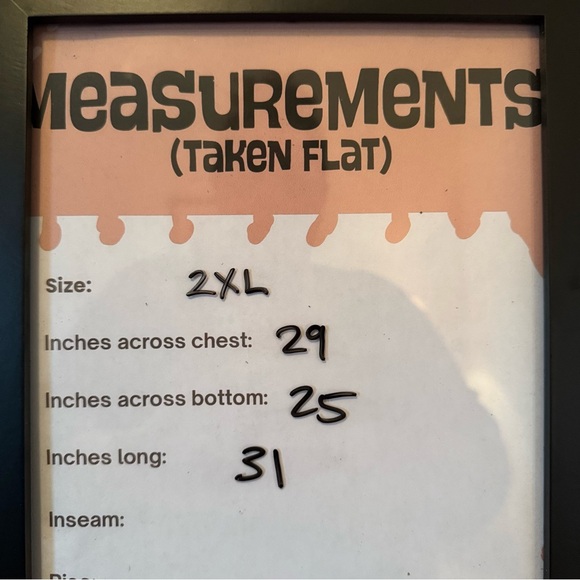 MeasuREMENTS
(TaKEN FLaT)
Size: 2XL
Inches across chest: 29
Inches across bottom: 25
Inches long: 31
Inseam: